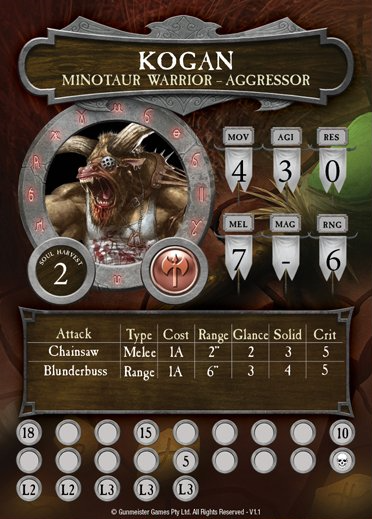 KOGAN
MINOTAUR WARRIOR – AGGRESSOR
MOV AGI RES
4 3 0
MEL MAG RNG
7 - 6
SOUL HARVEST
2
Attack Type Cost Range Glance Solid Crit
Chainsaw Melee 1A 2" 2 3 5
Blunderbuss Range 1A 6" 3 4 5
18 15 10
5
L2 L2 L3 L3 L3
© Gunmeister Games Pty Ltd. All Rights Reserved - V1.1